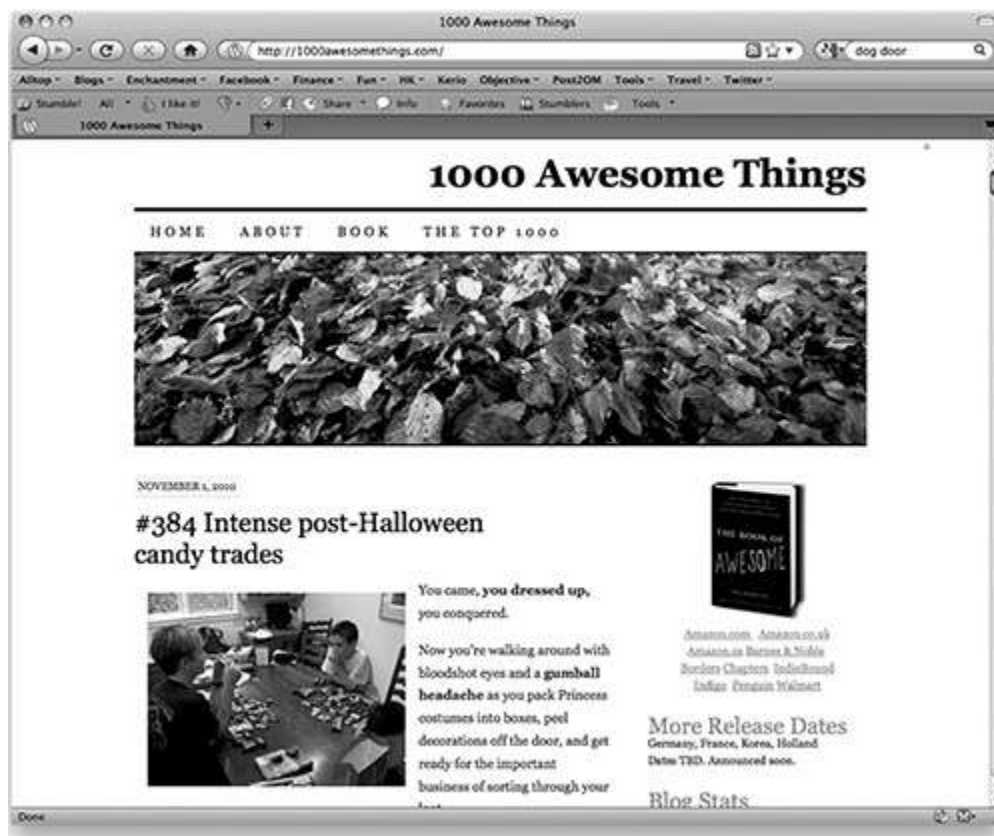 1000 Awesome Things
http://1000awesomethings.com/
dog door
Alltop Blogs Enchantment Facebook Finance Fun HK Kerio Objective Post2OM Tools Travel Twitter
Stumble! All I like it! Share Info Favorites Stumblers Tools
1000 Awesome Things
1000 Awesome Things
HOME ABOUT BOOK THE TOP 1000
NOVEMBER 1, 2010
#384 Intense post-Halloween
candy trades
You came, you dressed up,
you conquered.
Now you're walking around with
bloodshot eyes and a gumball
headache as you pack Princess
costumes into boxes, peel
decorations off the door, and get
ready for the important
business of sorting through your
THE BOOK OF
AWESOME
Amazon.com Amazon.co.uk
Amazon.ca Barnes & Noble
Borders Chapters IndieBound
Indigo Penguin Walmart
More Release Dates
Germany, France, Korea, Holland
Dates TBD. Announced soon.
Blog Stats
Done